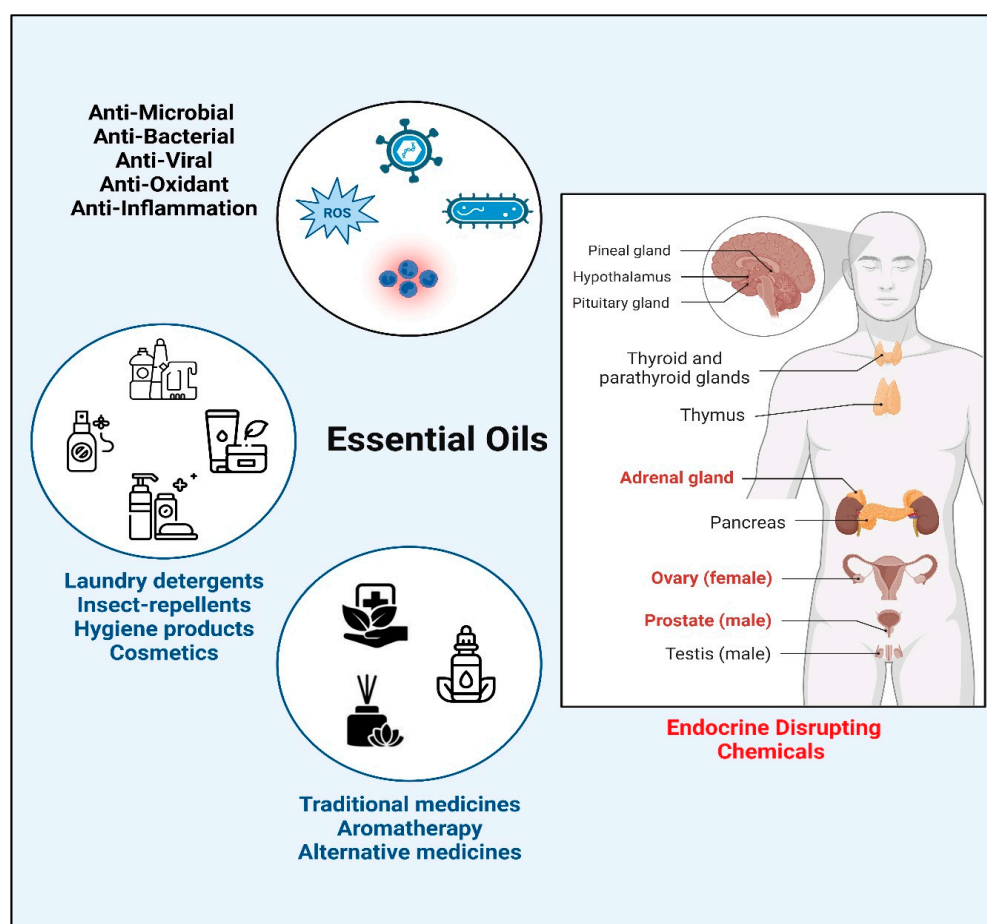 Anti-Microbial
Anti-Bacterial
Anti-Viral
Anti-Oxidant
Anti-Inflammation
ROS
Laundry detergents
Insect-repellents
Hygiene products
Cosmetics
Essential Oils
Traditional medicines
Aromatherapy
Alternative medicines
Pineal gland
Hypothalamus
Pituitary gland
Thyroid and
parathyroid glands
Thymus
Adrenal gland
Pancreas
Ovary (female)
Prostate (male)
Testis (male)
Endocrine Disrupting
Chemicals